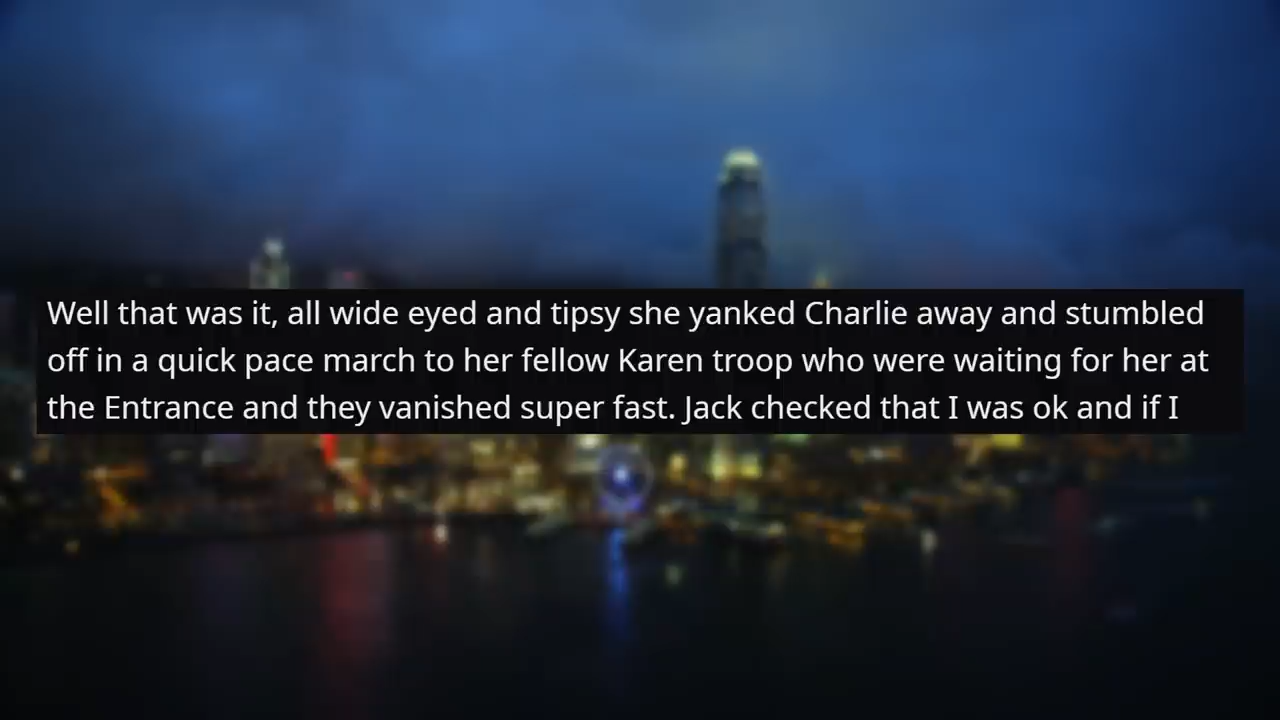 Well that was it, all wide eyed and tipsy she yanked Charlie away and stumbled
off in a quick pace march to her fellow Karen troop who were waiting for her at
the Entrance and they vanished super fast. Jack checked that I was ok and if I